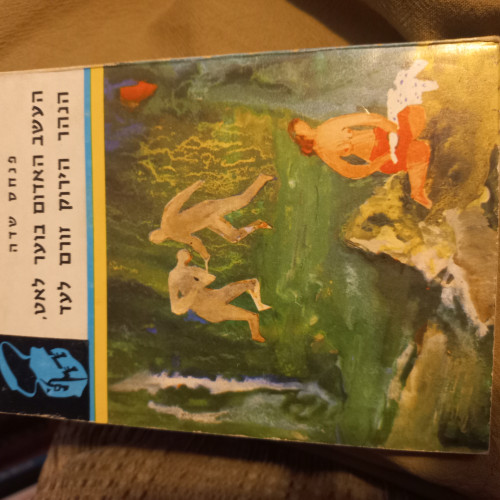 פנחס שדה
העשב האדום בוער לאט,
הנהר הירוק זורם לעד